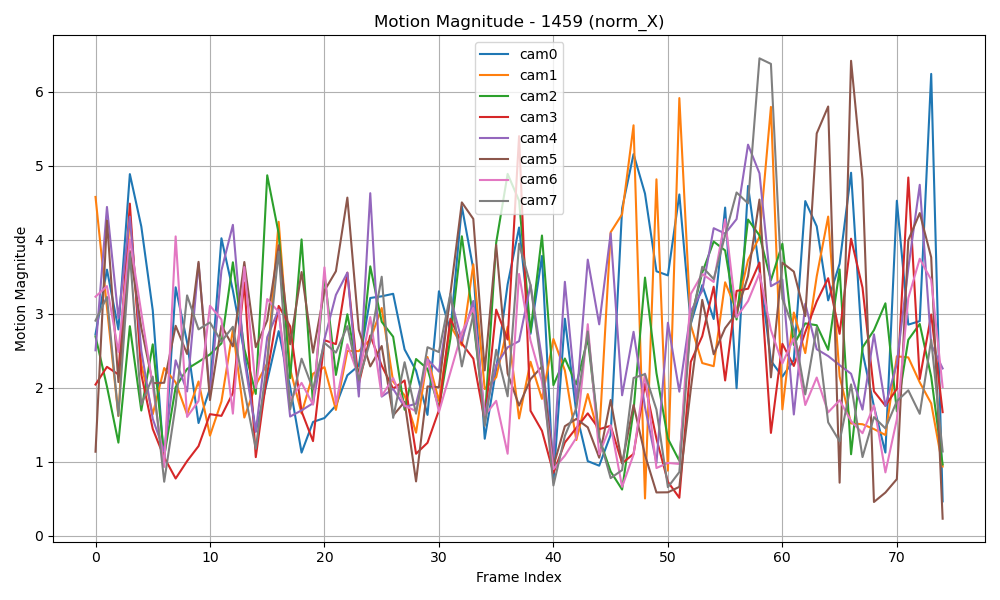 Motion Magnitude - 1459 (norm_X)
cam0
cam1
cam2
cam3
cam4
cam5
cam6
cam7
Motion Magnitude
6
5
4
3
2
1
0
0 10 20 30 40 50 60 70
Frame Index